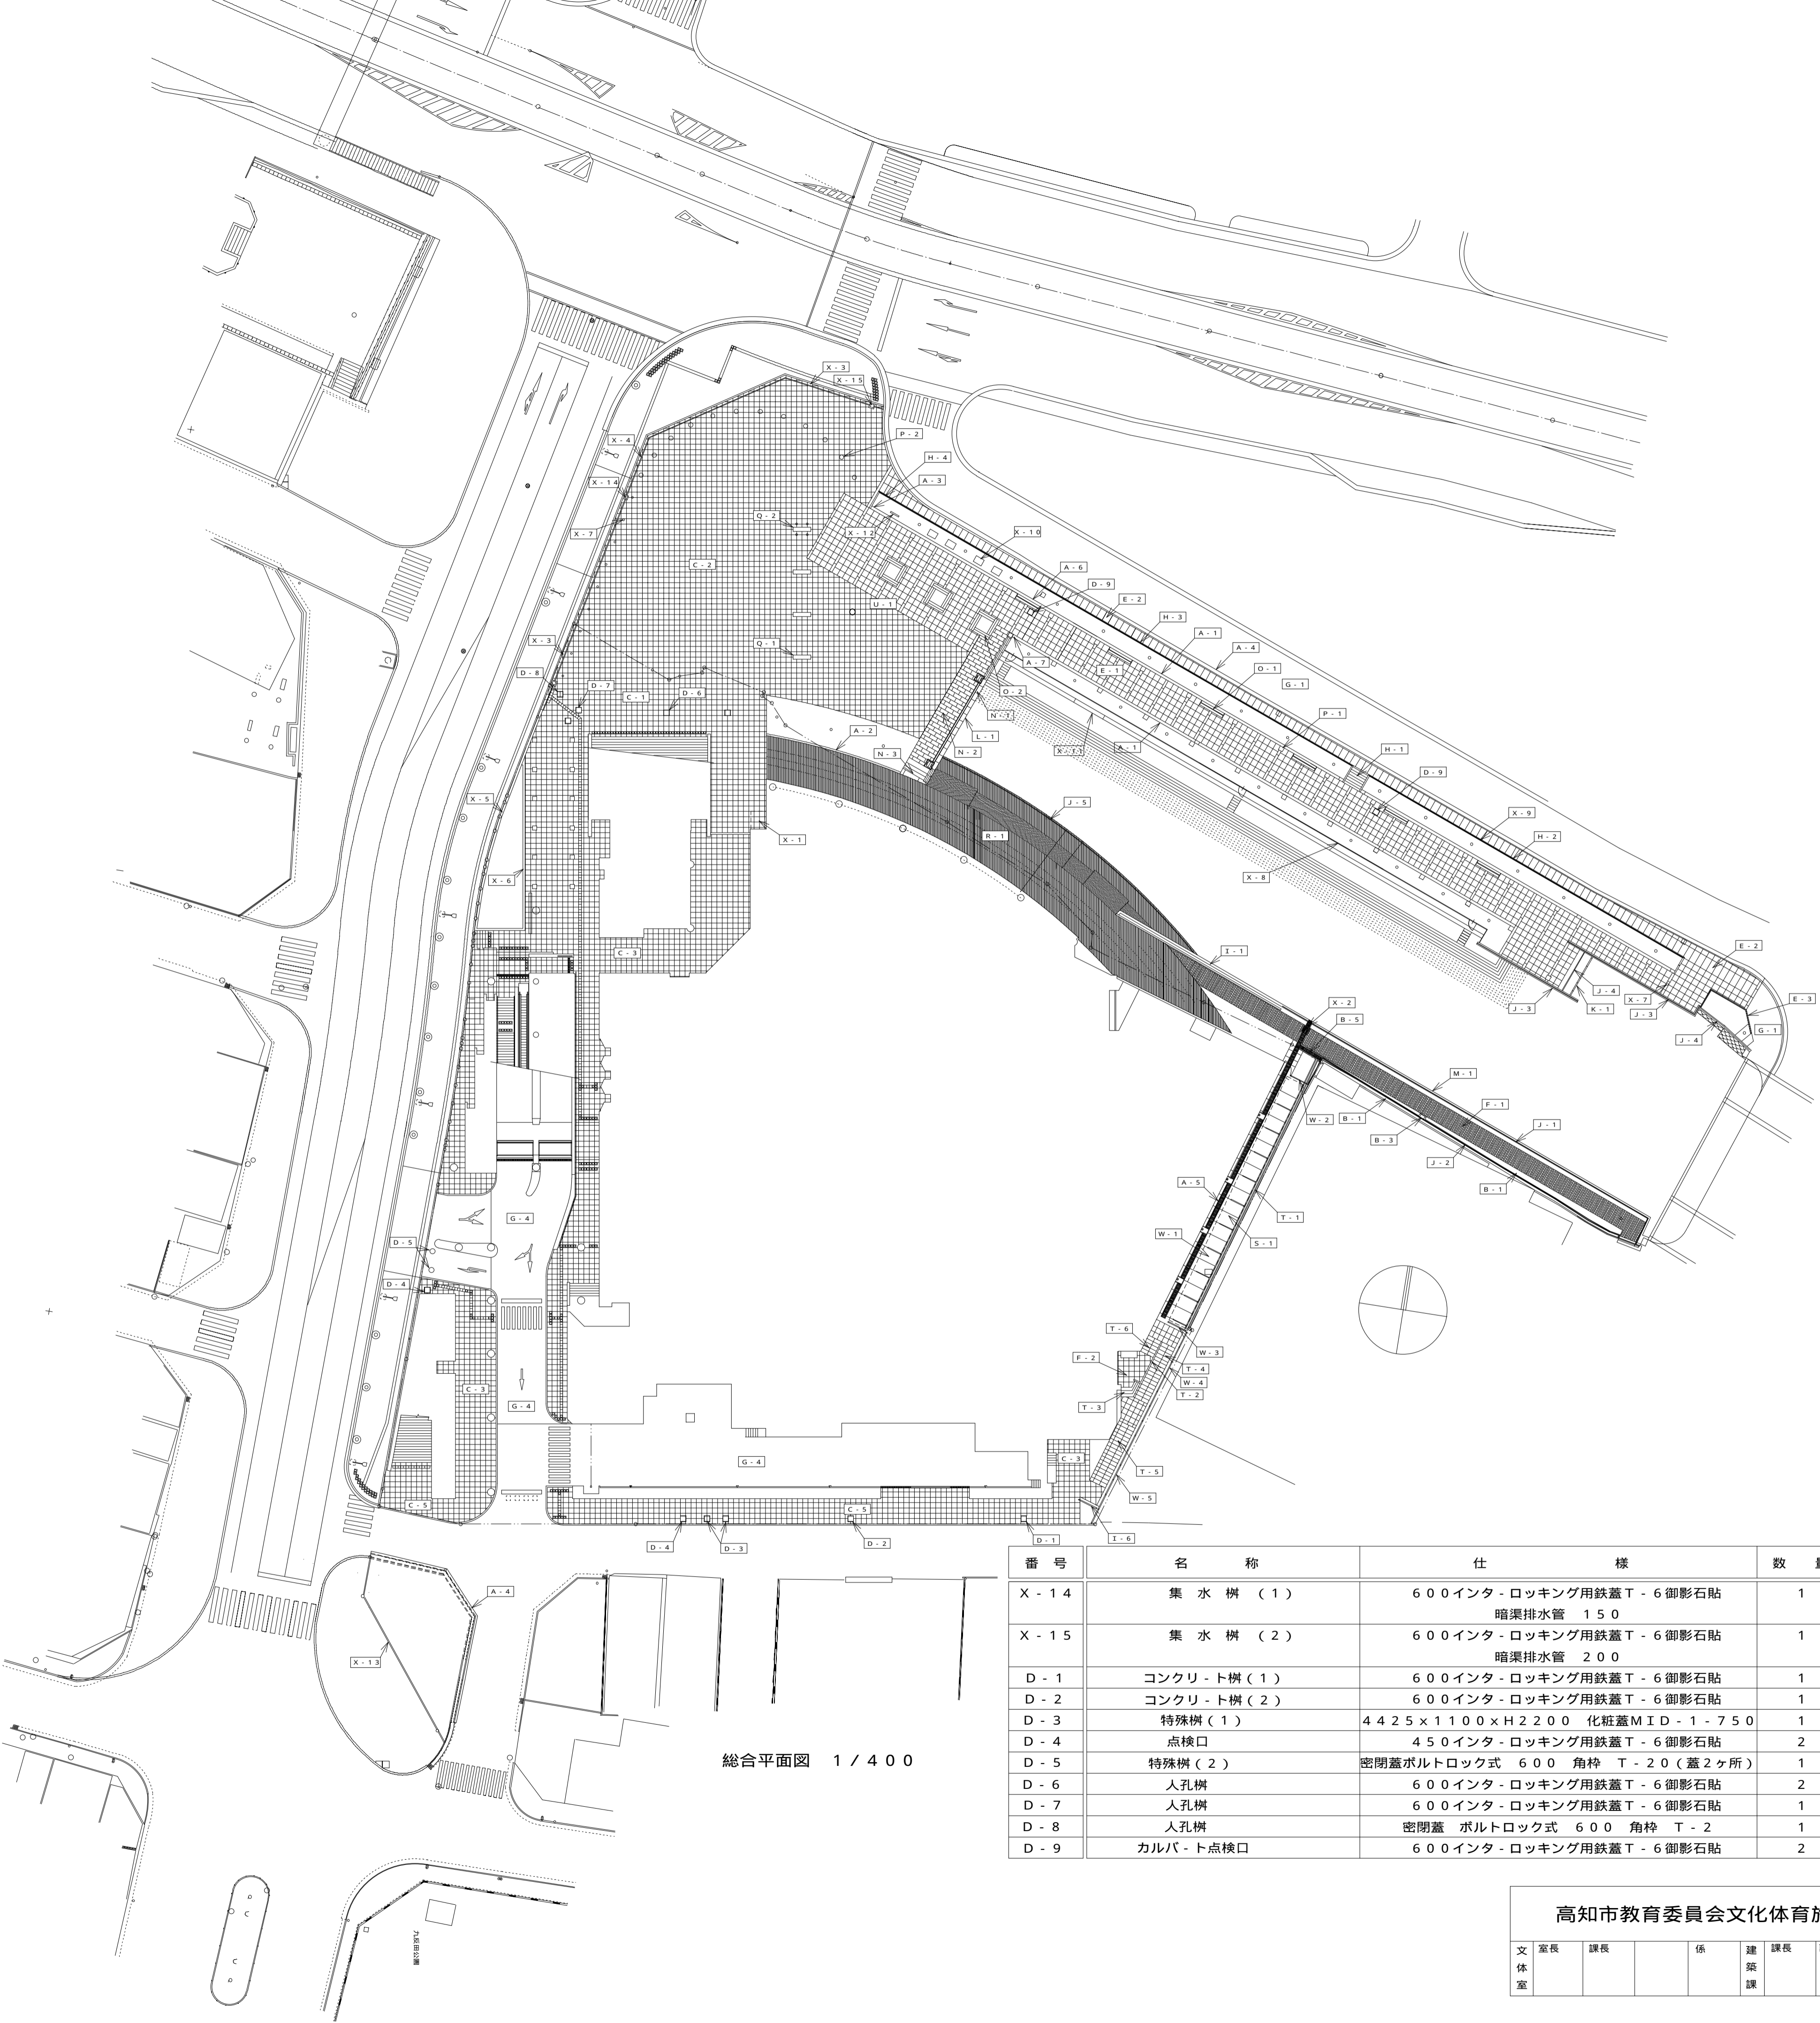 X - 3
X - 15
P - 2
X - 4
H - 4
A - 3
X - 14
Q - 2
X - 7
X - 12
X - 10
C - 2
A - 6
D - 9
E - 2
U - 1
H - 3
A - 1
X - 3
Q - 1
A - 4
A - 7
E - 1
O - 1
D - 8
D - 7
G - 1
C - 1
D - 6
O - 2
N - 1
P - 1
A - 2
L - 1
N - 3
N - 2
X - 11
A - 1
H - 1
D - 9
X - 5
J - 5
X - 9
R - 1
X - 1
H - 2
X - 6
X - 8
C - 3
I - 1
E - 2
J - 4
X - 2
J - 3
K - 1
X - 7
J - 3
E - 3
B - 5
G - 1
J - 4
M - 1
F - 1
W - 2
B - 1
J - 1
B - 3
J - 2
A - 5
B - 1
G - 4
T - 1
W - 1
S - 1
D - 5
D - 4
T - 6
W - 3
F - 2
T - 4
W - 4
C - 3
T - 2
G - 4
T - 3
G - 4
C - 3
T - 5
W - 5
C - 5
C - 5
D - 4
D - 3
D - 2
D - 1
I - 6
A - 4
X - 13
総合平面図　1 / 400
九反田公園
番　号　名　　　称　仕　　　　様　数
X - 14　集　水　桝　(1)　600インタ-ロッキング用鉄蓋T-6御影石貼　1
暗渠排水管　150
X - 15　集　水　桝　(2)　600インタ-ロッキング用鉄蓋T-6御影石貼　1
暗渠排水管　200
D - 1　コンクリ-ト桝(1)　600インタ-ロッキング用鉄蓋T-6御影石貼　1
D - 2　コンクリ-ト桝(2)　600インタ-ロッキング用鉄蓋T-6御影石貼　1
D - 3　特殊桝(1)　4425x1100xH2200　化粧蓋MID-1-750　1
D - 4　点検口　450インタ-ロッキング用鉄蓋T-6御影石貼　2
D - 5　特殊桝(2)　密閉蓋ボルトロック式　600　角枠　T-20(蓋2ヶ所)　1
D - 6　人孔桝　600インタ-ロッキング用鉄蓋T-6御影石貼　2
D - 7　人孔桝　600インタ-ロッキング用鉄蓋T-6御影石貼　1
D - 8　人孔桝　密閉蓋　ボルトロック式　600　角枠　T-2　1
D - 9　カルバ-ト点検口　600インタ-ロッキング用鉄蓋T-6御影石貼　2
高知市教育委員会文化体育施
文体室　室長　課長　係　建築課　課長